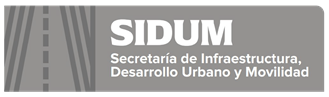 SIDUM
Secretaría de Infraestructura,
Desarrollo Urbano y Movilidad